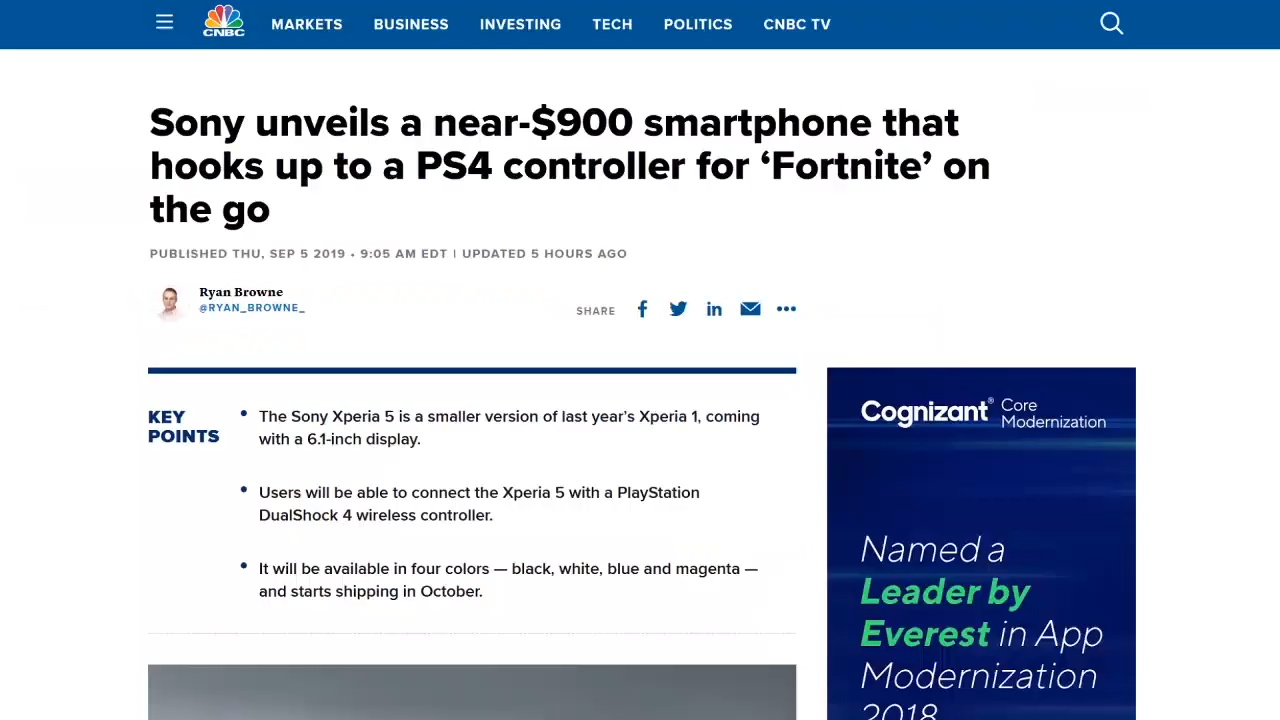 CNBC
MARKETS BUSINESS INVESTING TECH POLITICS CNBC TV
Sony unveils a near-$900 smartphone that
hooks up to a PS4 controller for ‘Fortnite’ on
the go
PUBLISHED THU, SEP 5 2019 • 9:05 AM EDT | UPDATED 5 HOURS AGO
Ryan Browne
@RYAN_BROWNE_
SHARE
KEY
POINTS
• The Sony Xperia 5 is a smaller version of last year’s Xperia 1, coming
with a 6.1-inch display.
• Users will be able to connect the Xperia 5 with a PlayStation
DualShock 4 wireless controller.
• It will be available in four colors — black, white, blue and magenta —
and starts shipping in October.
Cognizant® Core
Modernization
Named a
Leader by
Everest in App
Modernization
2018